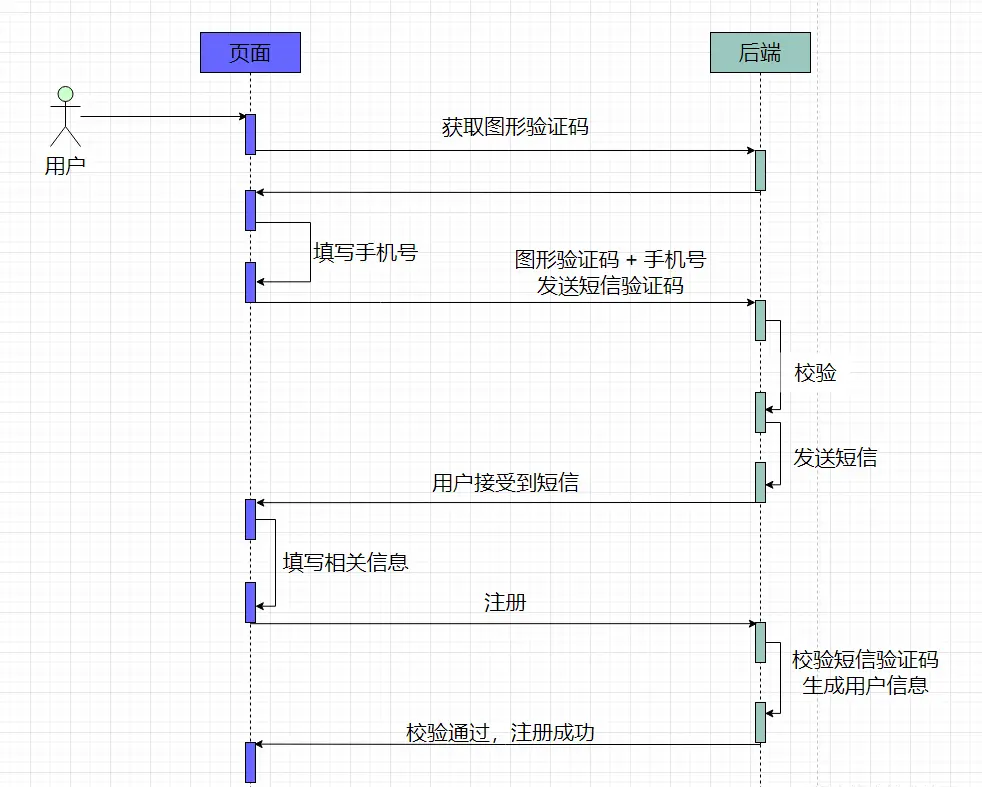 页面
后端
用户
获取图形验证码
填写手机号
图形验证码 + 手机号
发送短信验证码
校验
发送短信
用户接受到短信
填写相关信息
注册
校验短信验证码
生成用户信息
校验通过，注册成功